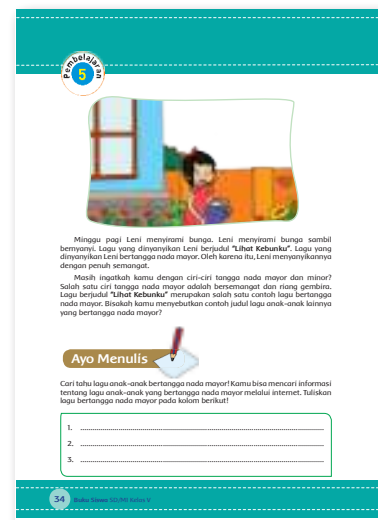 Pembelajaran
5
Minggu pagi Leni menyirami bunga. Leni menyirami bunga sambil
bernyanyi. Lagu yang dinyanyikan Leni berjudul "Lihat Kebunku". Lagu yang
dinyanyikan Leni bertangga nada mayor. Oleh karena itu, Leni menyanyikannya
dengan penuh semangat.
Masih ingatkah kamu dengan ciri-ciri tangga nada mayor dan minor?
Salah satu ciri tangga nada mayor adalah bersemangat dan riang gembira.
Lagu berjudul "Lihat Kebunku" merupakan salah satu contoh lagu bertangga
nada mayor. Bisakah kamu menyebutkan contoh judul lagu anak-anak lainnya
yang bertangga nada mayor?
Ayo Menulis
Cari tahu lagu anak-anak bertangga nada mayor! Kamu bisa mencari informasi
tentang lagu anak-anak yang bertangga nada mayor melalui internet. Tuliskan
lagu bertangga nada mayor pada kolom berikut!
1.
2.
3.
34 Buku Siswa SD/MI Kelas V